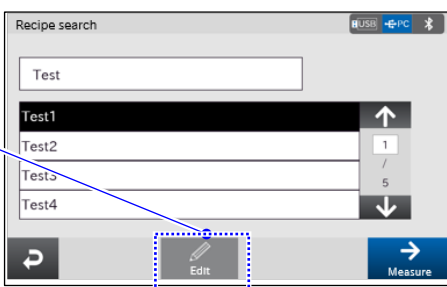 Recipe search
USB PC
Test
Test1
Test2
Test3
Test4
1
/
5
Edit
Measure